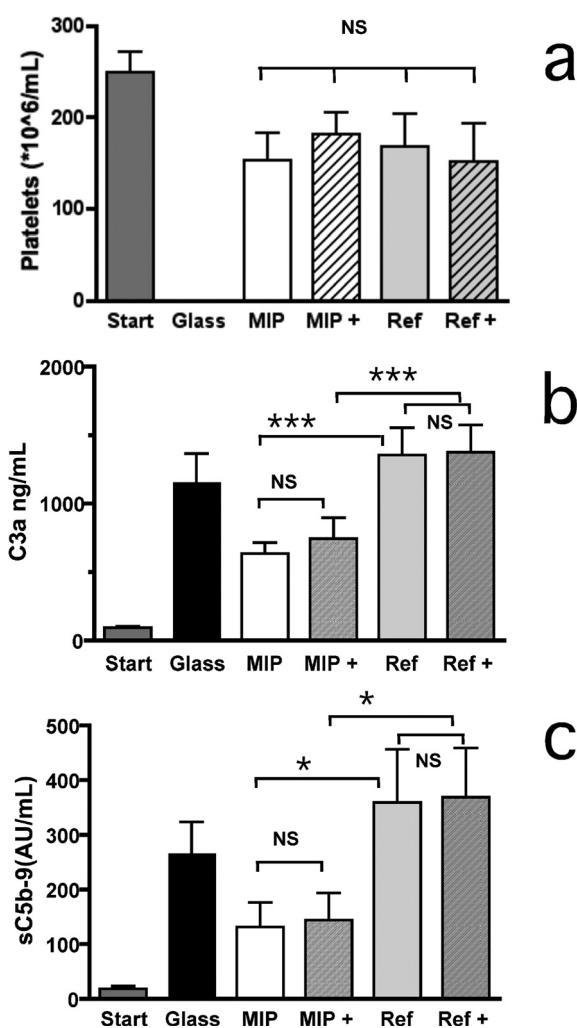 a
Platelets (*10^6/mL)
300
200
100
0
NS
Start Glass MIP MIP + Ref Ref +
b
C3a ng/mL
2000
1000
0
***
***
NS
NS
Start Glass MIP MIP + Ref Ref +
c
sC5b-9(AU/mL)
500
400
300
200
100
0
*
*
NS
NS
Start Glass MIP MIP + Ref Ref +